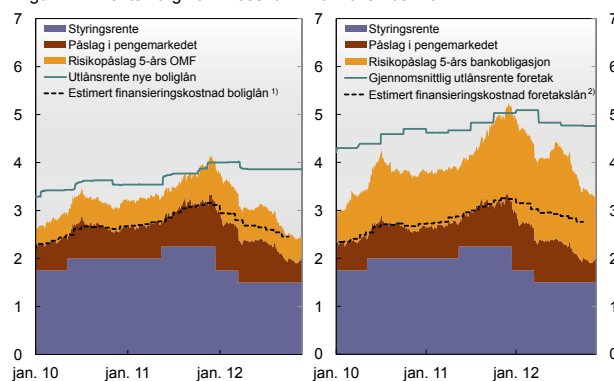 7
6
5
4
3
2
1
0
Styringsrente
Påslag i pengemarkedet
Risikopåslag 5-års OMF
Utlånsrente nye boliglån
Estimert finansieringskostnad boliglån 1)
jan. 10 jan. 11 jan. 12
7
6
5
4
3
2
1
0
Styringsrente
Påslag i pengemarkedet
Risikopåslag 5-års bankobligasjon
Gjennomsnittlig utlånsrente foretak
Estimert finansieringskostnad foretakslån 2)
jan. 10 jan. 11 jan. 12